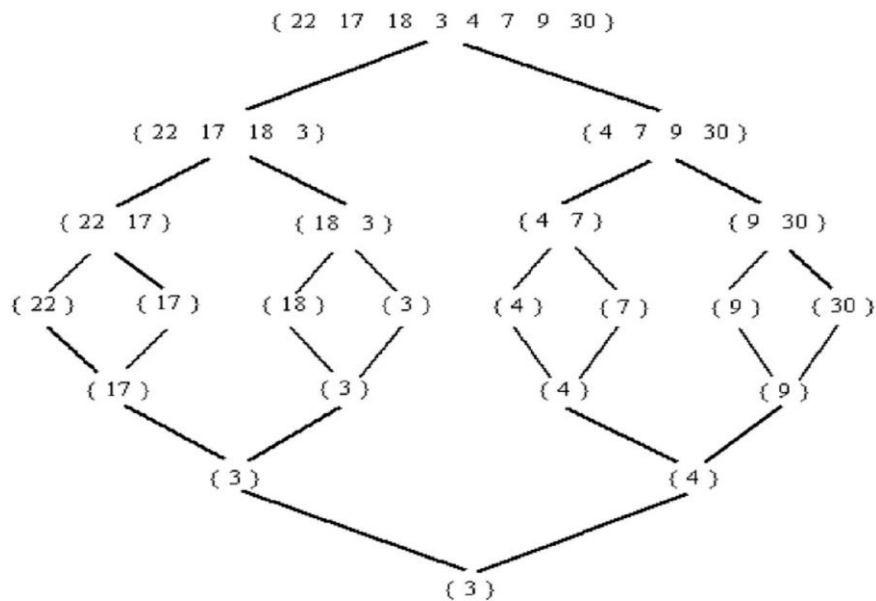 { 22 17 18 3 4 7 9 30 }
{ 22 17 18 3 } { 4 7 9 30 }
{ 22 17 } { 18 3 } { 4 7 } { 9 30 }
{ 22 } { 17 } { 18 } { 3 } { 4 } { 7 } { 9 } { 30 }
{ 17 } { 3 } { 4 } { 9 }
{ 3 } { 4 }
{ 3 }